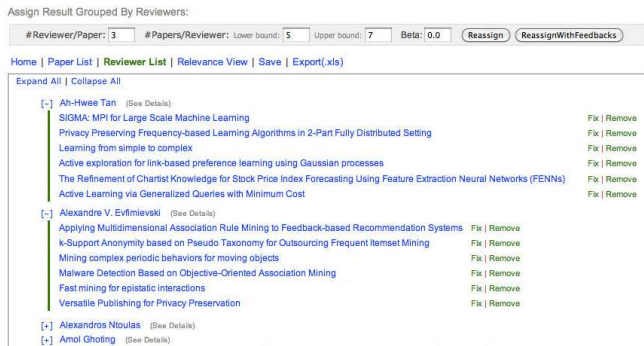 Assign Result Grouped By Reviewers:
#Reviewer/Paper: 3 #Papers/Reviewer: Lower bound: 5 Upper bound: 7 Beta: 0.0 Reassign ReassignWithFeedbacks
Home | Paper List | Reviewer List | Relevance View | Save | Export(.xls)
Expand All | Collapse All
[-] Ah-Hwee Tan (See Details)
SIGMA: MPI for Large Scale Machine Learning Fix | Remove
Privacy Preserving Frequency-based Learning Algorithms in 2-Part Fully Distributed Setting Fix | Remove
Learning from simple to complex Fix | Remove
Active exploration for link-based preference learning using Gaussian processes Fix | Remove
The Refinement of Chartist Knowledge for Stock Price Index Forecasting Using Feature Extraction Neural Networks (FENNs) Fix | Remove
Active Learning via Generalized Queries with Minimum Cost Fix | Remove
[-] Alexandre V. Evfimievski (See Details)
Applying Multidimensional Association Rule Mining to Feedback-based Recommendation Systems Fix | Remove
k-Support Anonymity based on Pseudo Taxonomy for Outsourcing Frequent Itemset Mining Fix | Remove
Mining complex periodic behaviors for moving objects Fix | Remove
Malware Detection Based on Objective-Oriented Association Mining Fix | Remove
Fast mining for epistatic interactions Fix | Remove
Versatile Publishing for Privacy Preservation Fix | Remove
[+] Alexandros Ntoulas (See Details)
[+] Amol Ghoting (See Details)